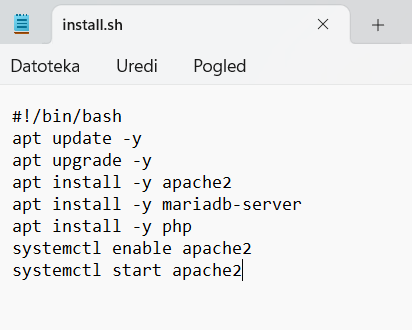 install.sh
Datoteka Uredi Pogled
#!/bin/bash
apt update -y
apt upgrade -y
apt install -y apache2
apt install -y mariadb-server
apt install -y php
systemctl enable apache2
systemctl start apache2